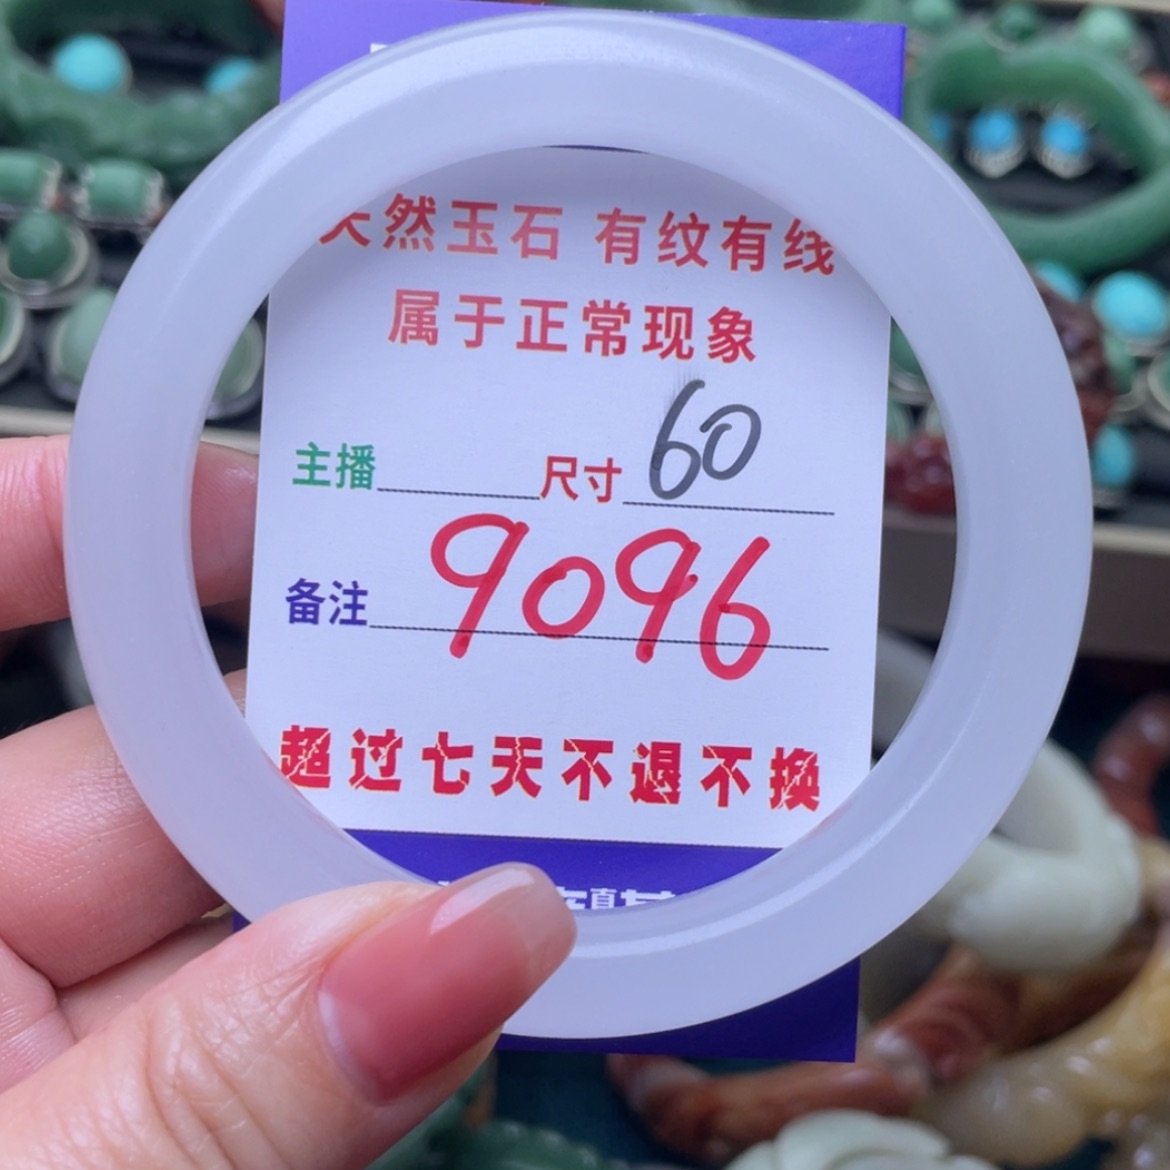 天然玉石 有纹有线
属于正常现象
主播 尺寸 60
备注 9096
超过七天不退不换